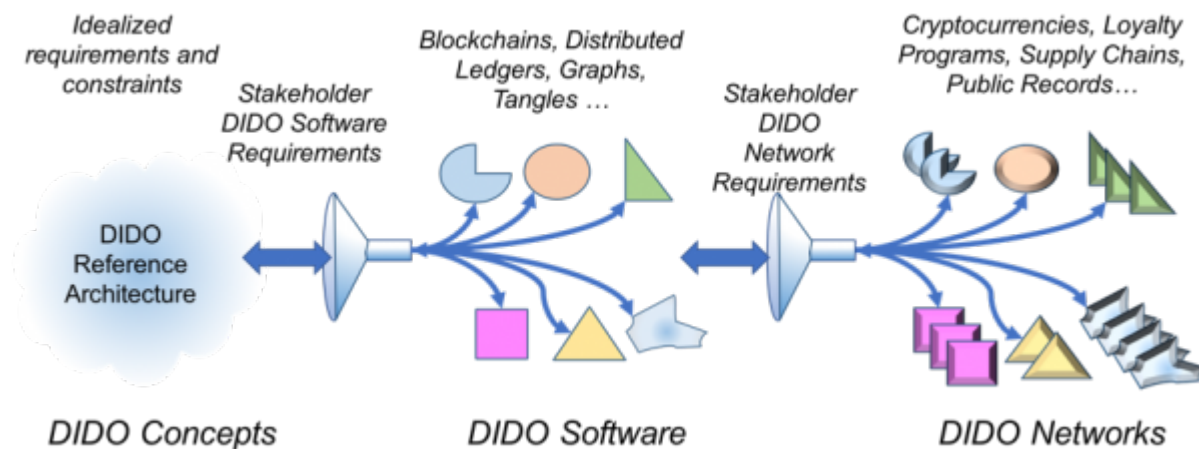 Idealized
requirements and
constraints
Stakeholder
DIDO Software
Requirements
Blockchains, Distributed
Ledgers, Graphs,
Tangles ...
Stakeholder
DIDO
Network
Requirements
Cryptocurrencies, Loyalty
Programs, Supply Chains,
Public Records...
DIDO
Reference
Architecture
DIDO Concepts
DIDO Software
DIDO Networks